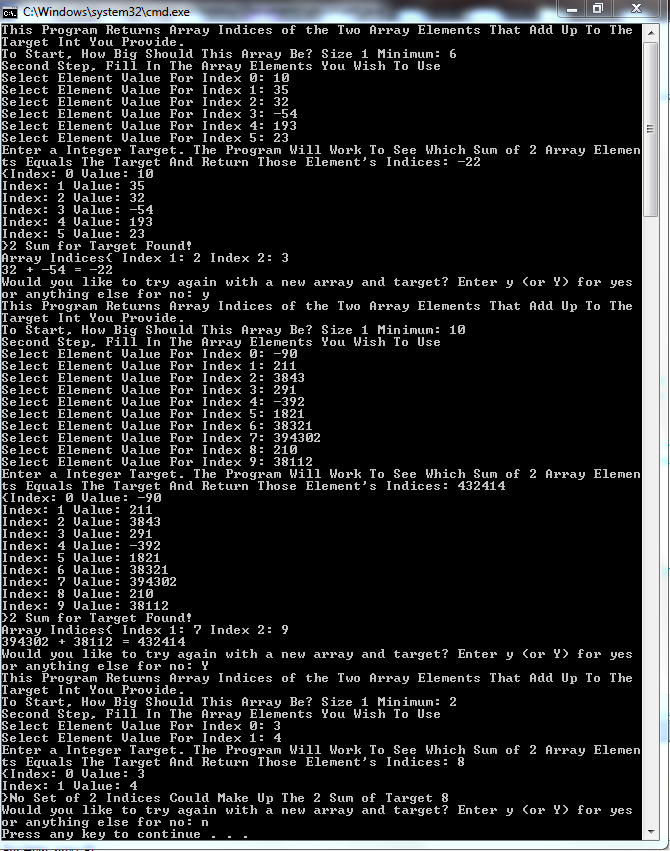 C:\Windows\system32\cmd.exe
This Program Returns Array Indices of the Two Array Elements That Add Up To The
Target Int You Provide.
To Start, How Big Should This Array Be? Size 1 Minimum: 6
Second Step, Fill In The Array Elements You Wish To Use
Select Element Value For Index 0: 10
Select Element Value For Index 1: 35
Select Element Value For Index 2: 32
Select Element Value For Index 3: -54
Select Element Value For Index 4: 193
Select Element Value For Index 5: 23
Enter a Integer Target. The Program Will Work To See Which Sum of 2 Array Elemen
ts Equals The Target And Return Those Element's Indices: -22
{Index: 0 Value: 10
Index: 1 Value: 35
Index: 2 Value: 32
Index: 3 Value: -54
Index: 4 Value: 193
Index: 5 Value: 23
}2 Sum for Target Found!
Array Indices{ Index 1: 2 Index 2: 3
32 + -54 = -22
Would you like to try again with a new array and target? Enter y (or Y) for yes
or anything else for no: y
This Program Returns Array Indices of the Two Array Elements That Add Up To The
Target Int You Provide.
To Start, How Big Should This Array Be? Size 1 Minimum: 10
Second Step, Fill In The Array Elements You Wish To Use
Select Element Value For Index 0: -90
Select Element Value For Index 1: 211
Select Element Value For Index 2: 3843
Select Element Value For Index 3: 291
Select Element Value For Index 4: -392
Select Element Value For Index 5: 1821
Select Element Value For Index 6: 38321
Select Element Value For Index 7: 394302
Select Element Value For Index 8: 210
Select Element Value For Index 9: 38112
Enter a Integer Target. The Program Will Work To See Which Sum of 2 Array Elemen
ts Equals The Target And Return Those Element's Indices: 432414
{Index: 0 Value: -90
Index: 1 Value: 211
Index: 2 Value: 3843
Index: 3 Value: 291
Index: 4 Value: -392
Index: 5 Value: 1821
Index: 6 Value: 38321
Index: 7 Value: 394302
Index: 8 Value: 210
Index: 9 Value: 38112
}2 Sum for Target Found!
Array Indices{ Index 1: 7 Index 2: 9
394302 + 38112 = 432414
Would you like to try again with a new array and target? Enter y (or Y) for yes
or anything else for no: Y
This Program Returns Array Indices of the Two Array Elements That Add Up To The
Target Int You Provide.
To Start, How Big Should This Array Be? Size 1 Minimum: 2
Second Step, Fill In The Array Elements You Wish To Use
Select Element Value For Index 0: 3
Select Element Value For Index 1: 4
Enter a Integer Target. The Program Will Work To See Which Sum of 2 Array Elemen
ts Equals The Target And Return Those Element's Indices: 8
{Index: 0 Value: 3
Index: 1 Value: 4
}No Set of 2 Indices Could Make Up The 2 Sum of Target 8
Would you like to try again with a new array and target? Enter y (or Y) for yes
or anything else for no: n
Press any key to continue . . .